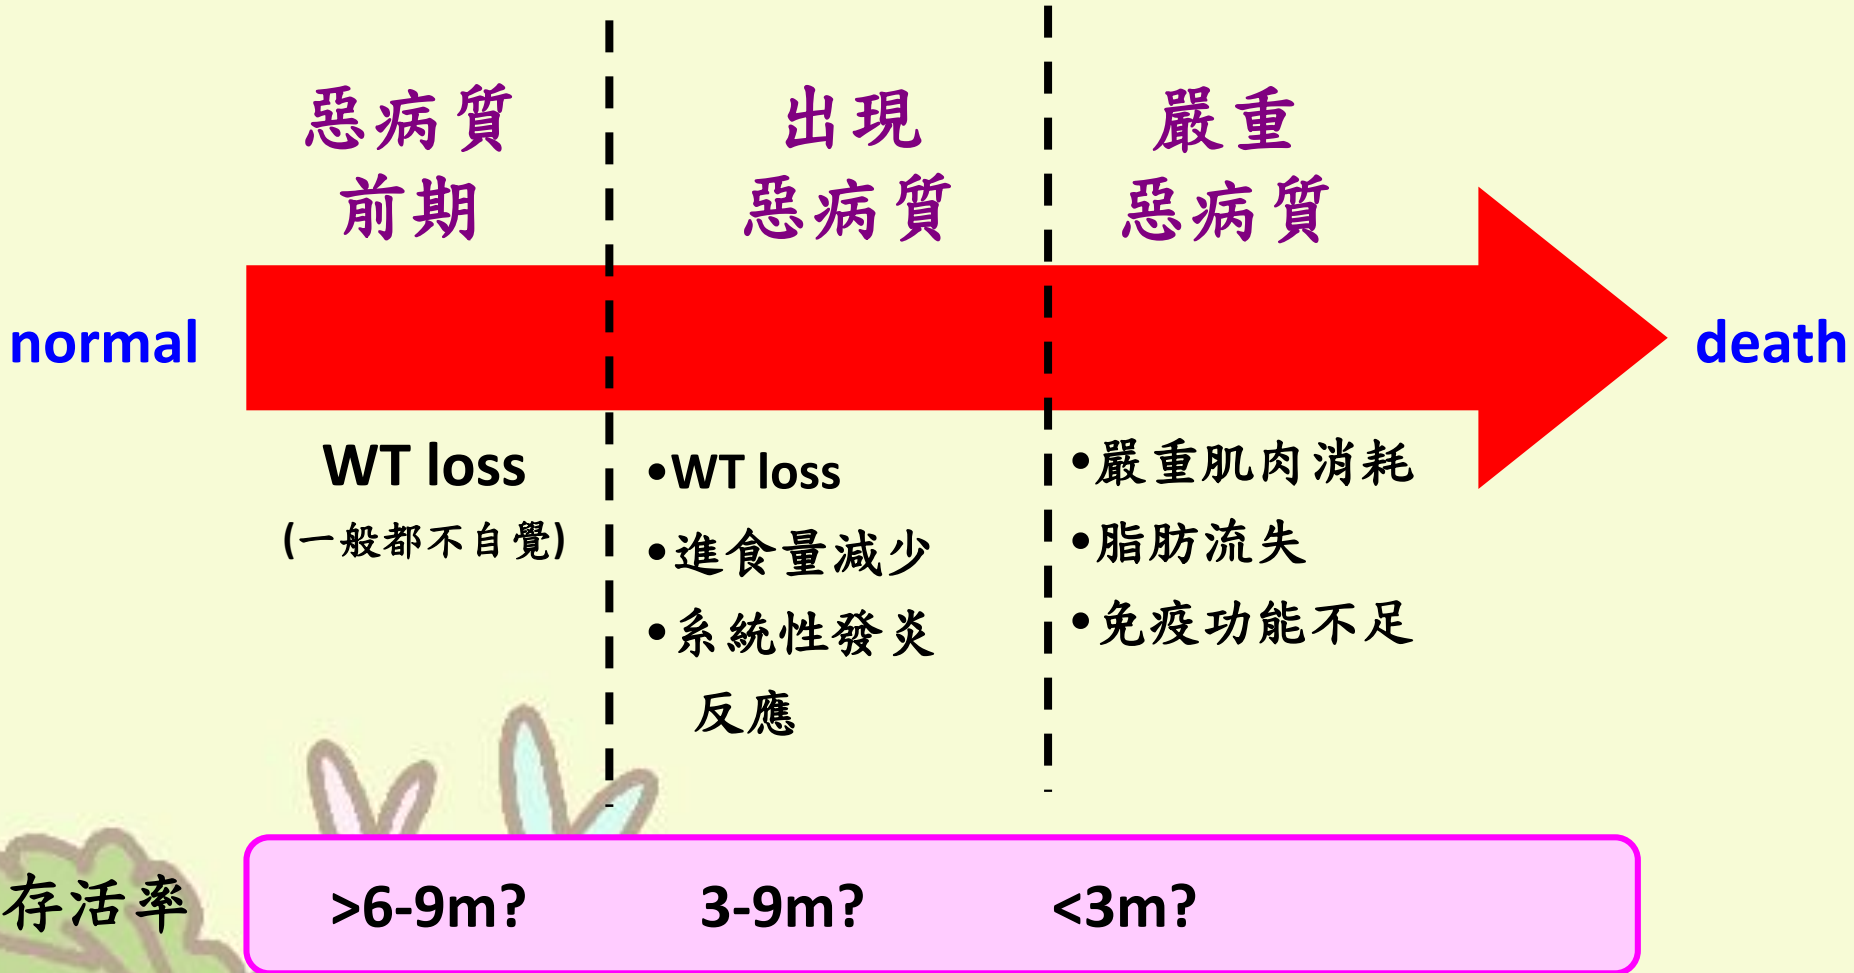 惡病質
前期
出現
惡病質
嚴重
惡病質
normal
death
WT loss
(一般都不自覺)
•WT loss
•進食量減少
•系統性發炎
反應
•嚴重肌肉消耗
•脂肪流失
•免疫功能不足
存活率
>6-9m?
3-9m?
<3m?